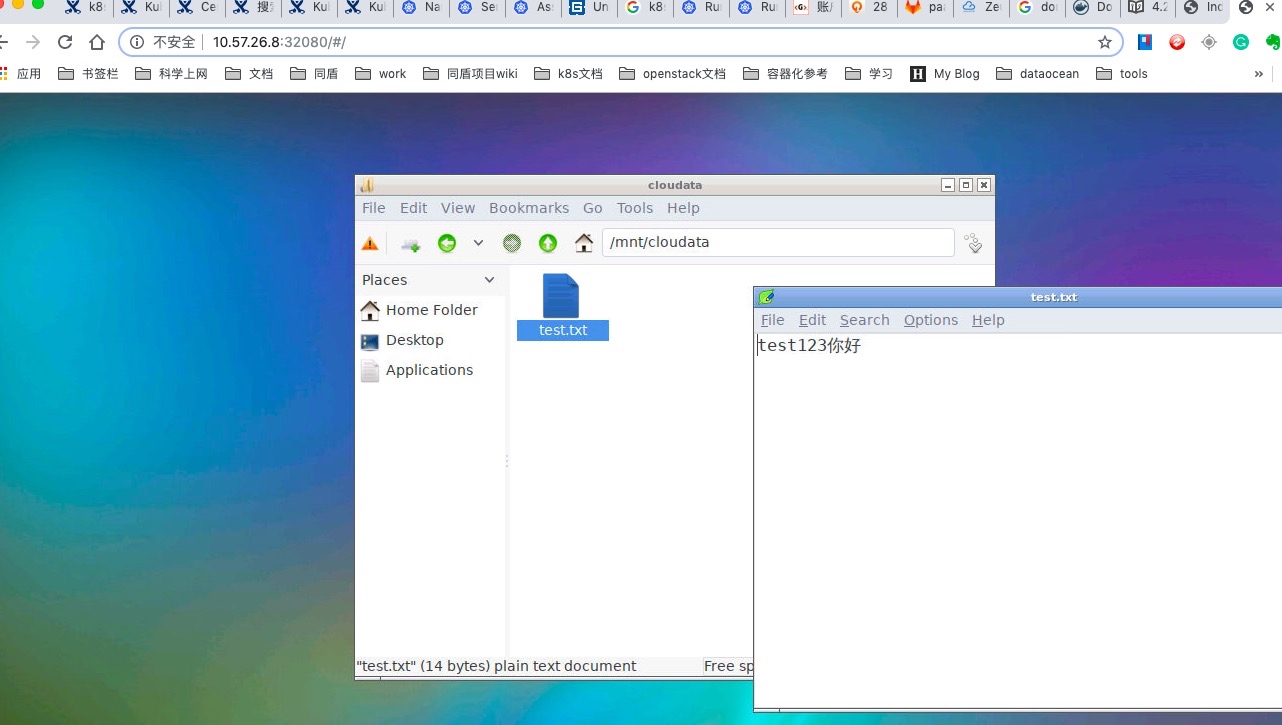 k8
Ku
Ce
搜
Ku
Ku
Na
Se
As
Un
k8
Ru
Ru
账
28
pa
Ze
do
Do
4.2
Ind
不安全
10.57.26.8:32080/#/
应用
书签栏
科学上网
文档
同盾
work
同盾项目wiki
k8s文档
openstack文档
容器化参考
学习
H
My Blog
dataocean
tools
»
cloudata
File Edit View Bookmarks Go Tools Help
/mnt/cloudata
Places
Home Folder
Desktop
Applications
test.txt
"test.txt" (14 bytes) plain text document
Free sp
test.txt
File Edit Search Options Help
test123你好